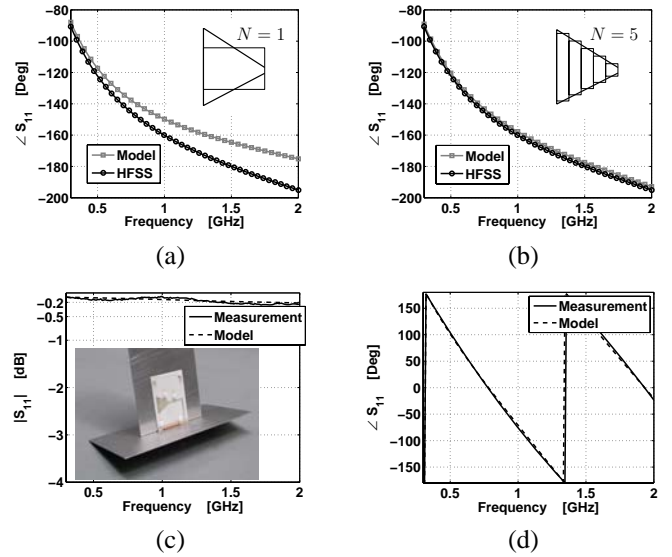 −80
−100
−120
−140
−160
−180
−200
∠ S11 [Deg]
N = 1
Model
HFSS
0.5 1 1.5 2
Frequency [GHz]
(a)
−80
−100
−120
−140
−160
−180
−200
∠ S11 [Deg]
N = 5
Model
HFSS
0.5 1 1.5 2
Frequency [GHz]
(b)
−0.2
−0.5
−1
−2
−3
−4
|S11| [dB]
Measurement
Model
0.5 1 1.5 2
Frequency [GHz]
(c)
150
100
50
0
−50
−100
−150
∠ S11 [Deg]
Measurement
Model
0.5 1 1.5 2
Frequency [GHz]
(d)